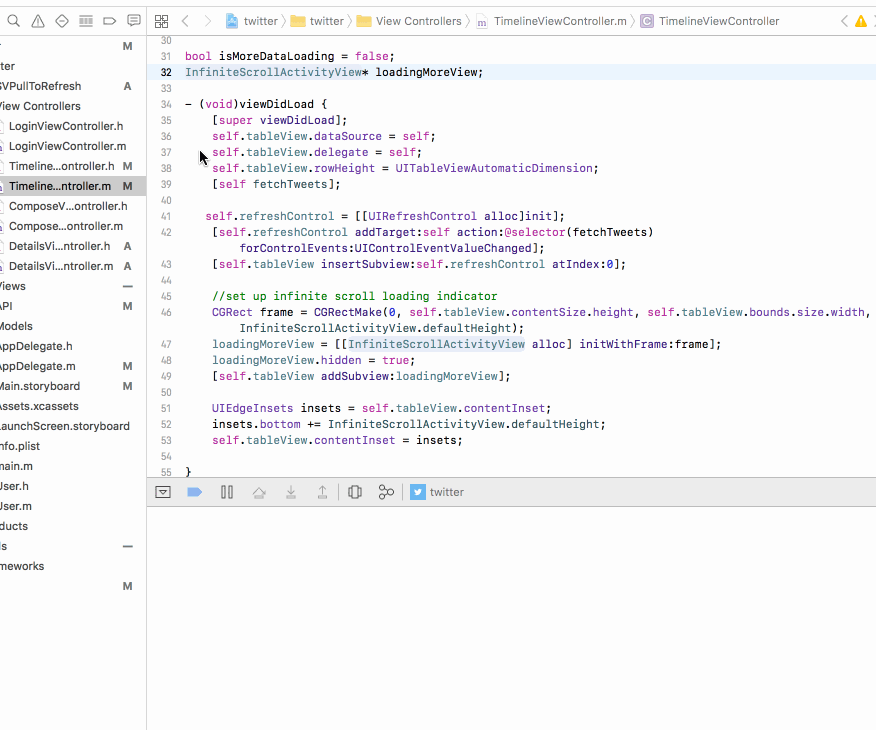 twitter twitter View Controllers TimelineViewController.m TimelineViewController
M
ter
SVPullToRefresh A
View Controllers
LoginViewController.h
LoginViewController.m
Timeline...ontroller.h M
Timeline...ntroller.m M
ComposeV...ontroller.h
Compose...ontroller.m
DetailsVi...ntroller.h A
DetailsVi...ntroller.m A
Views
API M
Models
AppDelegate.h
AppDelegate.m M
Main.storyboard M
Assets.xcassets
LaunchScreen.storyboard
nfo.plist
main.m
User.h
User.m
ducts
ls
meworks
M
30
31 bool isMoreDataLoading = false;
32 InfiniteScrollActivityView* loadingMoreView;
33
34 - (void)viewDidLoad {
35 [super viewDidLoad];
36 self.tableView.dataSource = self;
37 self.tableView.delegate = self;
38 self.tableView.rowHeight = UITableViewAutomaticDimension;
39 [self fetchTweets];
40
41 self.refreshControl = [[UIRefreshControl alloc]init];
42 [self.refreshControl addTarget:self action:@selector(fetchTweets)
forControlEvents:UIControlEventValueChanged];
43 [self.tableView insertSubview:self.refreshControl atIndex:0];
44
45 //set up infinite scroll loading indicator
46 CGRect frame = CGRectMake(0, self.tableView.contentSize.height, self.tableView.bounds.size.width,
InfiniteScrollActivityView.defaultHeight);
47 loadingMoreView = [[InfiniteScrollActivityView alloc] initWithFrame:frame];
48 loadingMoreView.hidden = true;
49 [self.tableView addSubview:loadingMoreView];
50
51 UIEdgeInsets insets = self.tableView.contentInset;
52 insets.bottom += InfiniteScrollActivityView.defaultHeight;
53 self.tableView.contentInset = insets;
54
55 }
twitter